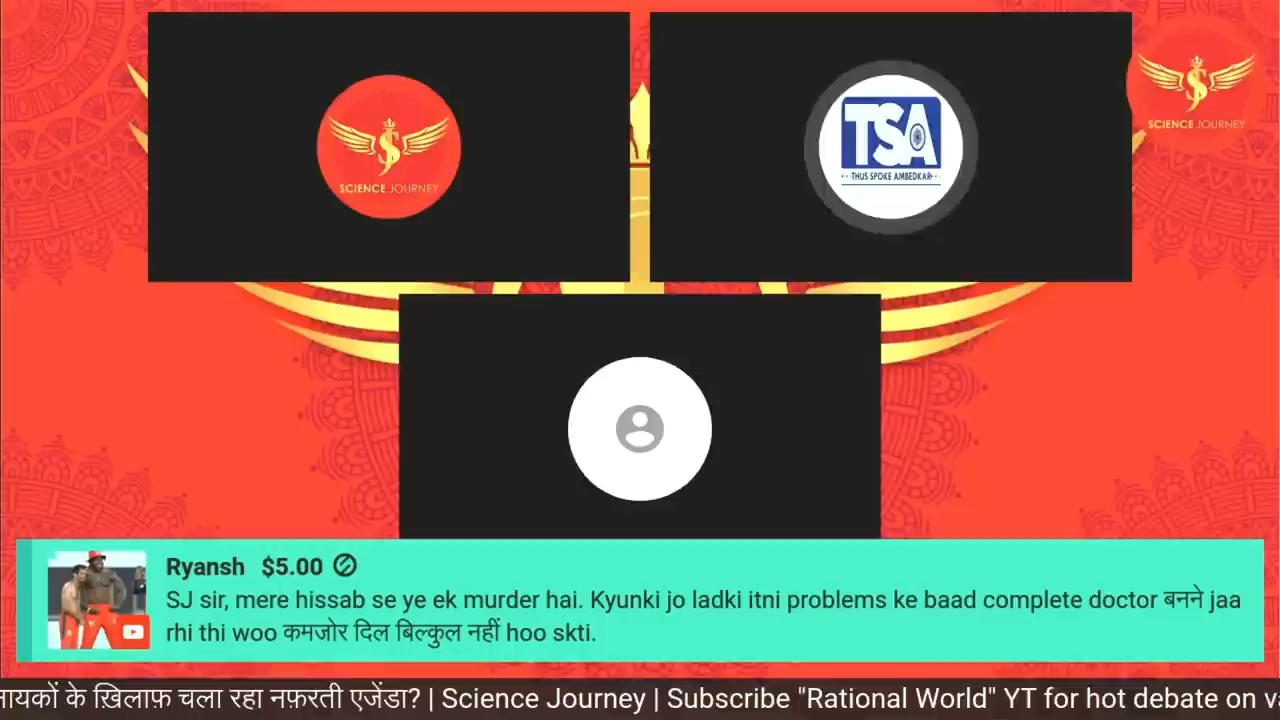 SCIENCE JOURNEY
TSA
THUS SPOKE AMBEDKAR
SCIENCE JOURNEY
Ryansh $5.00
SJ sir, mere hissab se ye ek murder hai. Kyunki jo ladki itni problems ke baad complete doctor बनने jaa
rhi thi woo कमजोर दिल बिल्कुल नहीं hoo skti.
के ख़िलाफ़ चला रहा नफ़रती एजेंडा? | Science Journey | Subscribe "Rational World" YT for hot debate on